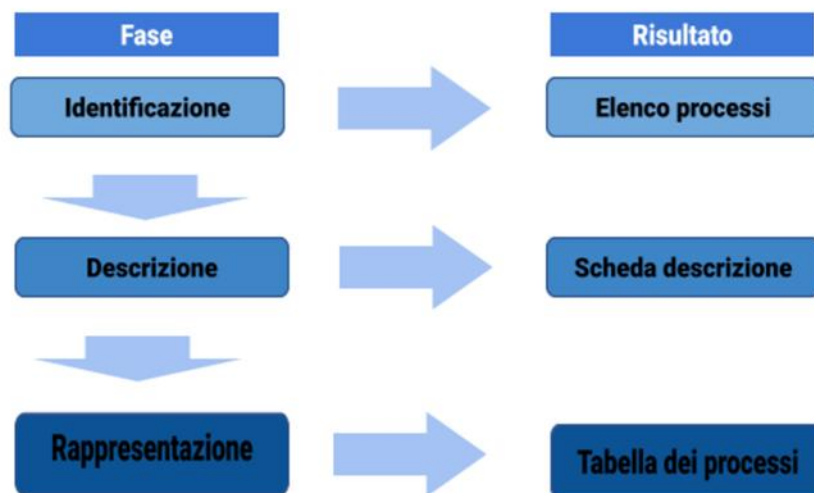 Fase
Risultato
Identificazione
Elenco processi
Descrizione
Scheda descrizione
Rappresentazione
Tabella dei processi